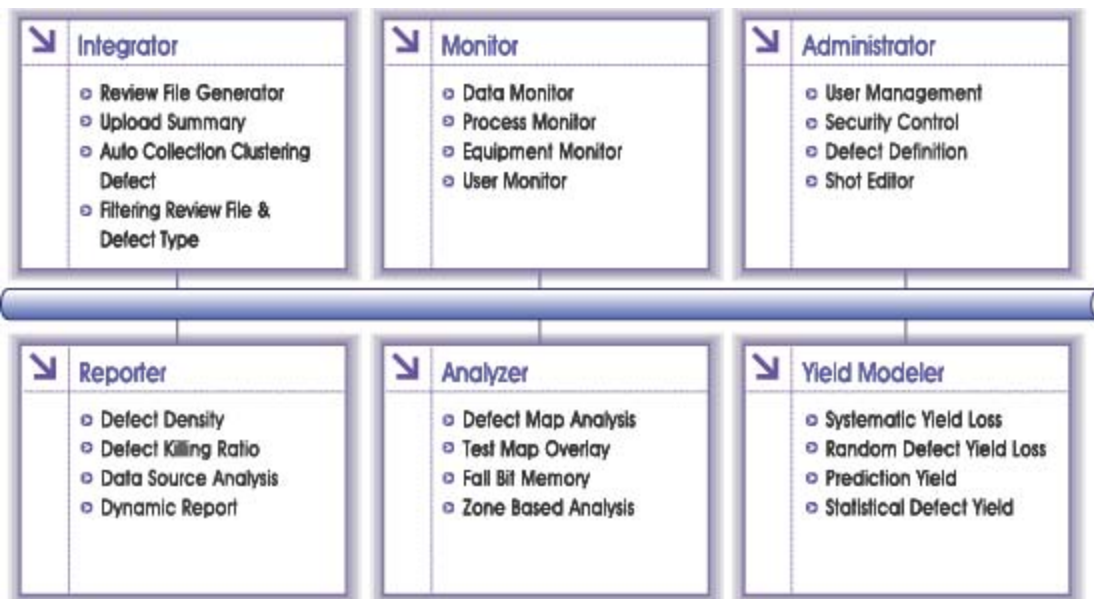 Integrator
Review File Generator
Upload Summary
Auto Collection Clustering
Defect
Filtering Review File &
Defect Type
Monitor
Data Monitor
Process Monitor
Equipment Monitor
User Monitor
Administrator
User Management
Security Control
Defect Definition
Shot Editor
Reporter
Defect Density
Defect Killing Ratio
Data Source Analysis
Dynamic Report
Analyzer
Defect Map Analysis
Test Map Overlay
Fail Bit Memory
Zone Based Analysis
Yield Modeler
Systematic Yield Loss
Random Defect Yield Loss
Prediction Yield
Statistical Defect Yield